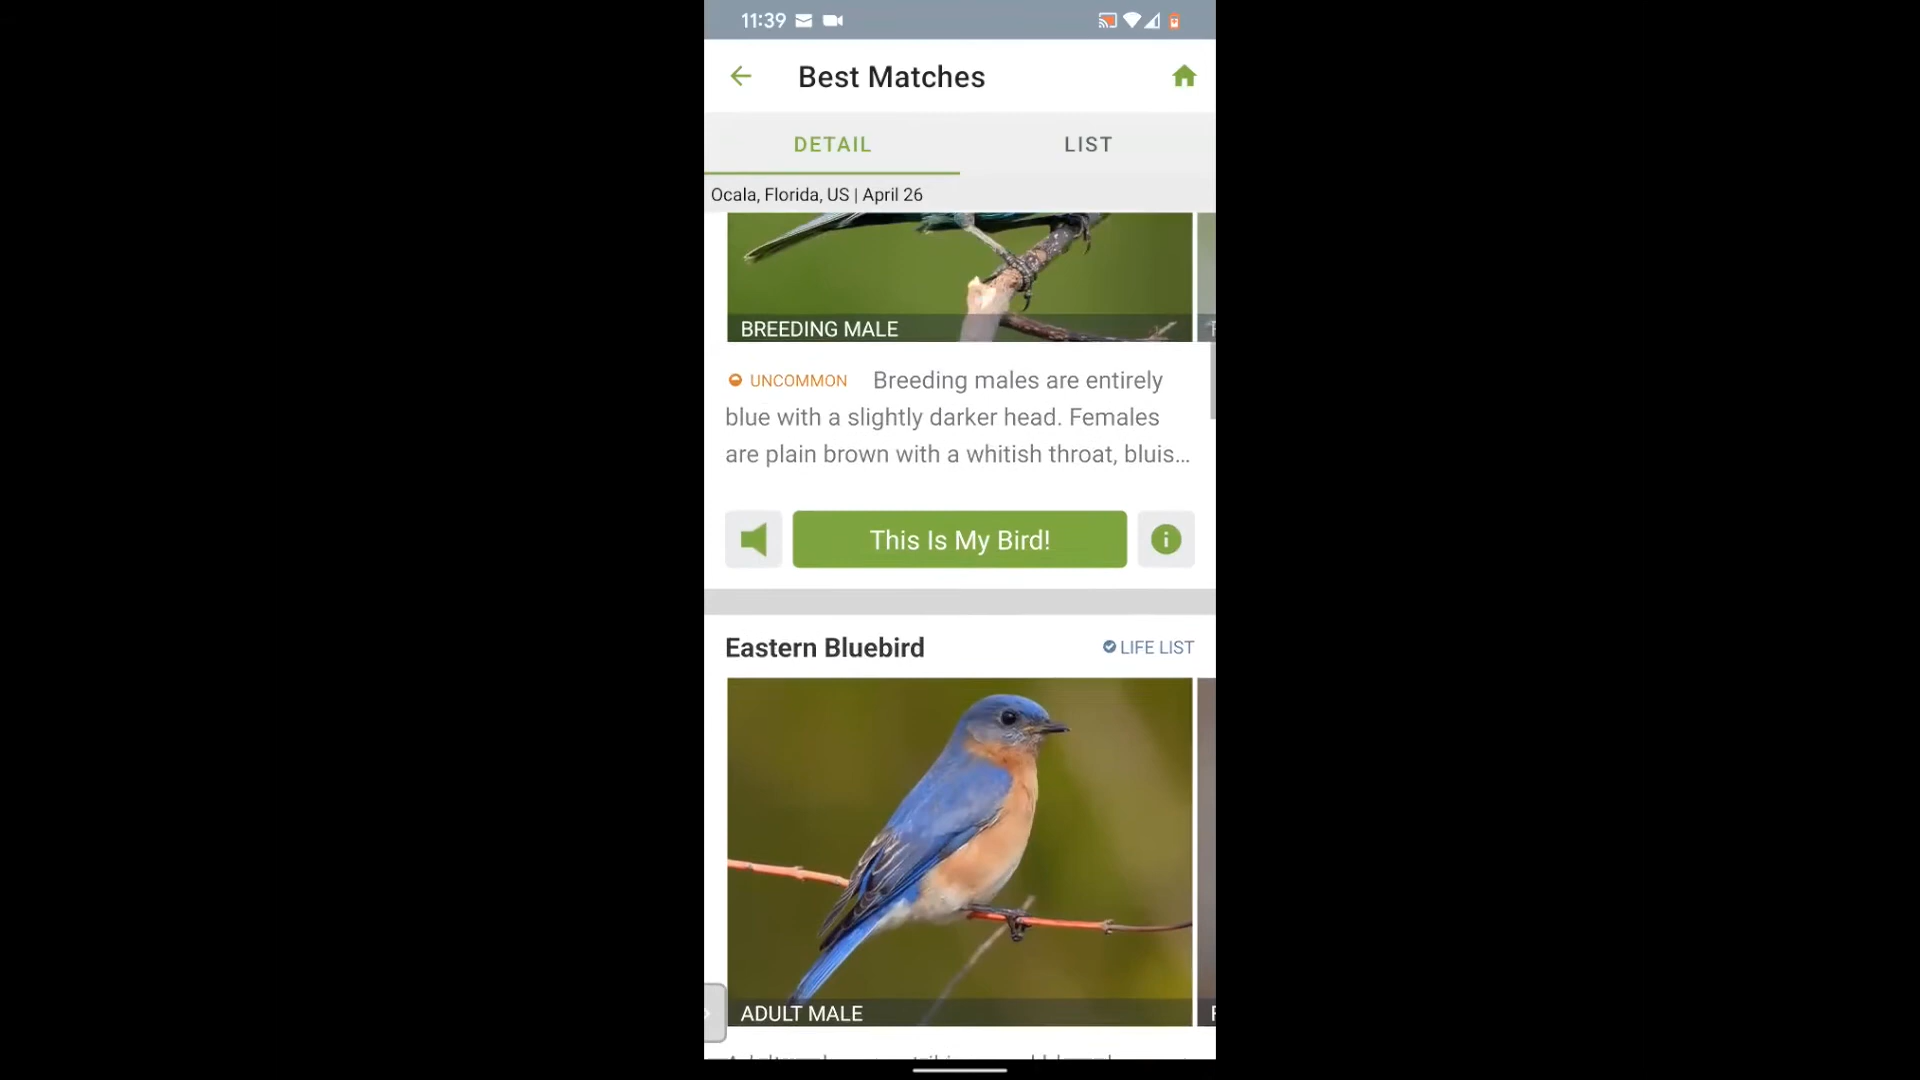 11:39
Best Matches
DETAIL
LIST
Ocala, Florida, US | April 26
BREEDING MALE
UNCOMMON Breeding males are entirely
blue with a slightly darker head. Females
are plain brown with a whitish throat, bluis...
This Is My Bird!
Eastern Bluebird
LIFE LIST
ADULT MALE